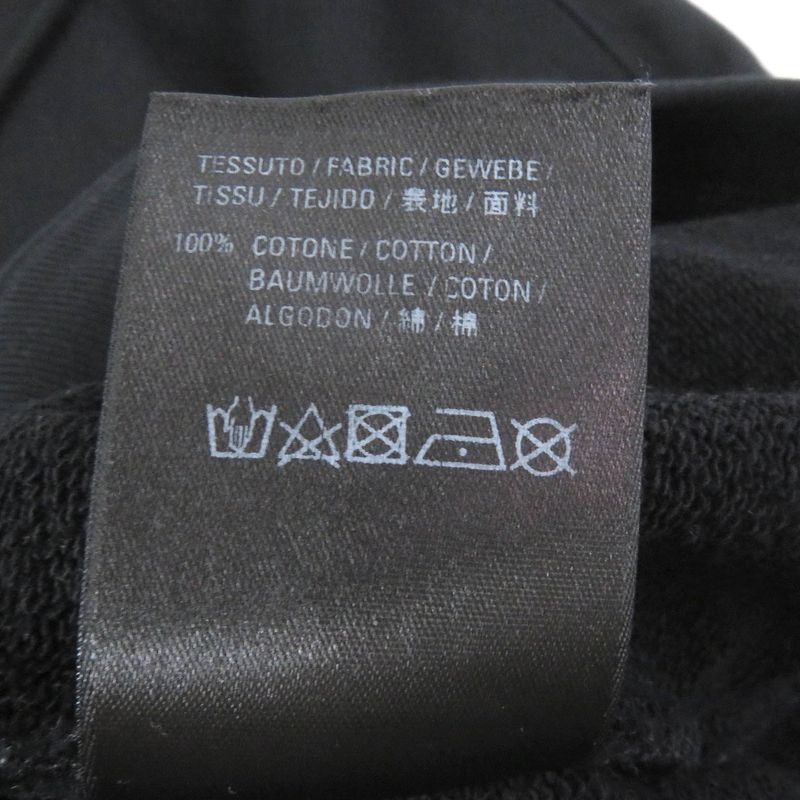 TESSUTO / FABRIC / GEWEBE /
TISSU / TEJIDO / 表地 / 面料
100% COTONE / COTTON /
BAUMWOLLE / COTON /
ALGODON / 綿 / 棉